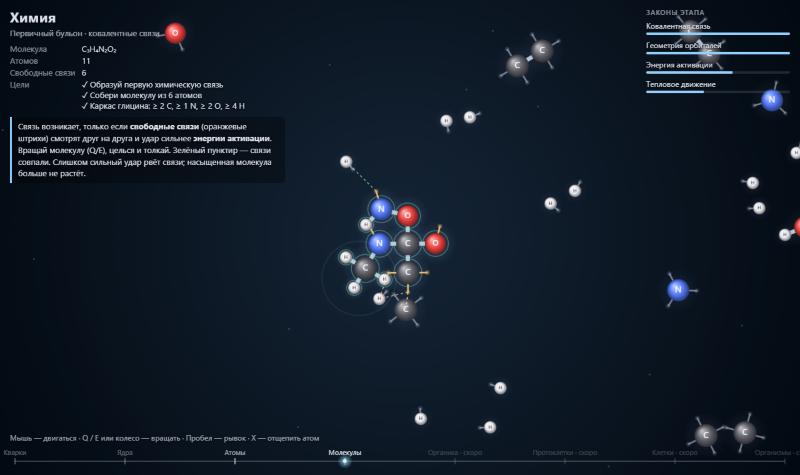 Химия
Первичный бульон · ковалентные связи
Молекула C₃H₄N₂O₂
Атомов 11
Свободные связи 6
Цели ✓ Образуй первую химическую связь
✓ Собери молекулу из 6 атомов
✓ Каркас глицина: ≥ 2 C, ≥ 1 N, ≥ 2 O, ≥ 4 H
Связь возникает, только если свободные связи (оранжевые
штрихи) смотрят друг на друга и удар сильнее энергии активации.
Вращай молекулу (Q/E), целься и толкай. Зелёный пунктир — связи
совпали. Слишком сильный удар рвёт связи; насыщенная молекула
больше не растёт.
ЗАКОНЫ ЭТАПА
Ковалентная связь
Геометрия орбиталей
Энергия активации
Тепловое движение
O
C
C
C
C
N
H
H
H
H
H
H
H
H
N
O
H
N
C
O
H
C
C
H
H
H
C
N
H
H
H
C
C
Мышь — двигаться · Q / E или колесо — вращать · Пробел — рывок · X — отщепить атом
Кварки Ядра Атомы Молекулы Органика · скоро Протоклетки · скоро Клетки · скоро Организмы · с